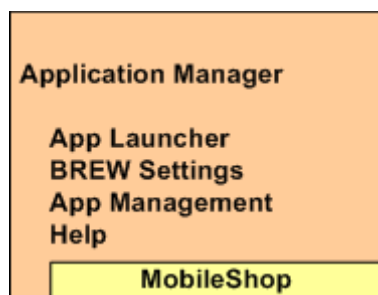 Application Manager
App Launcher
BREW Settings
App Management
Help
MobileShop